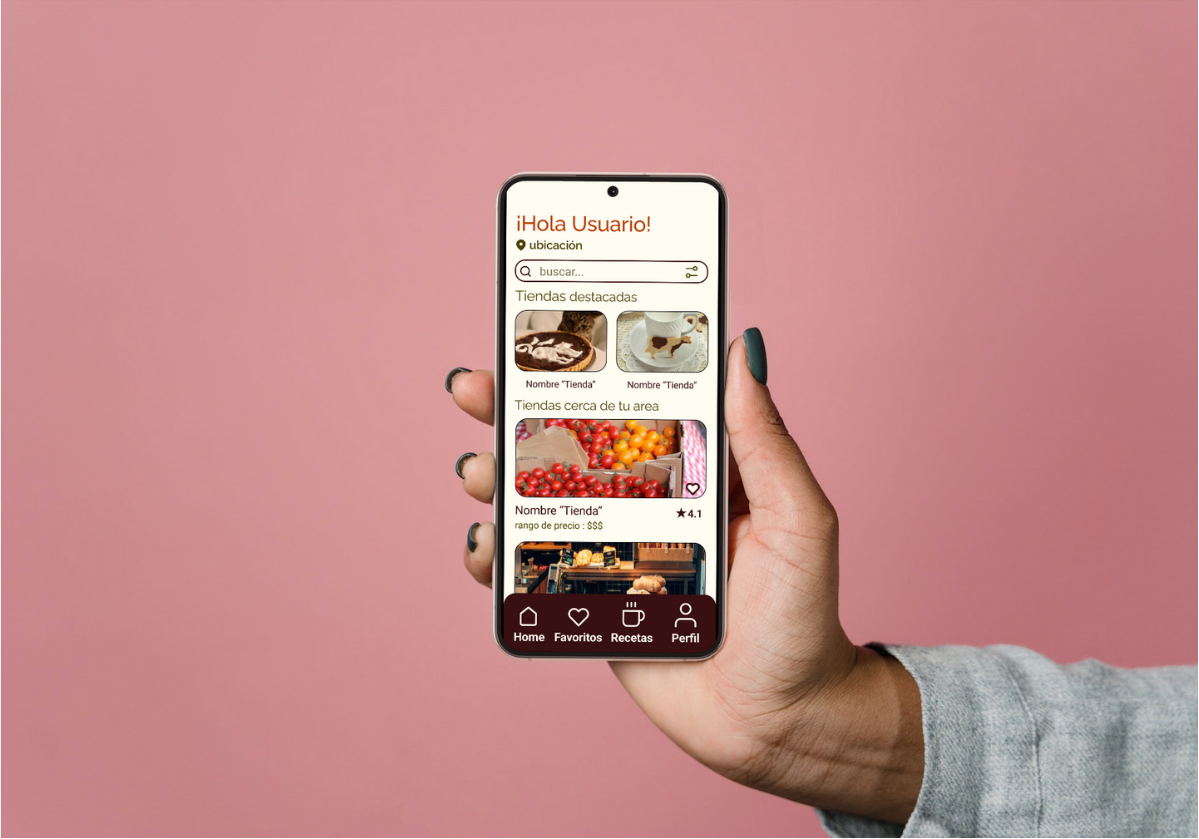 ¡Hola Usuario!
ubicación
buscar...
Tiendas destacadas
Nombre "Tienda" Nombre "Tienda"
Tiendas cerca de tu area
Nombre "Tienda" ★4.1
rango de precio : $$$
Home Favoritos Recetas Perfil